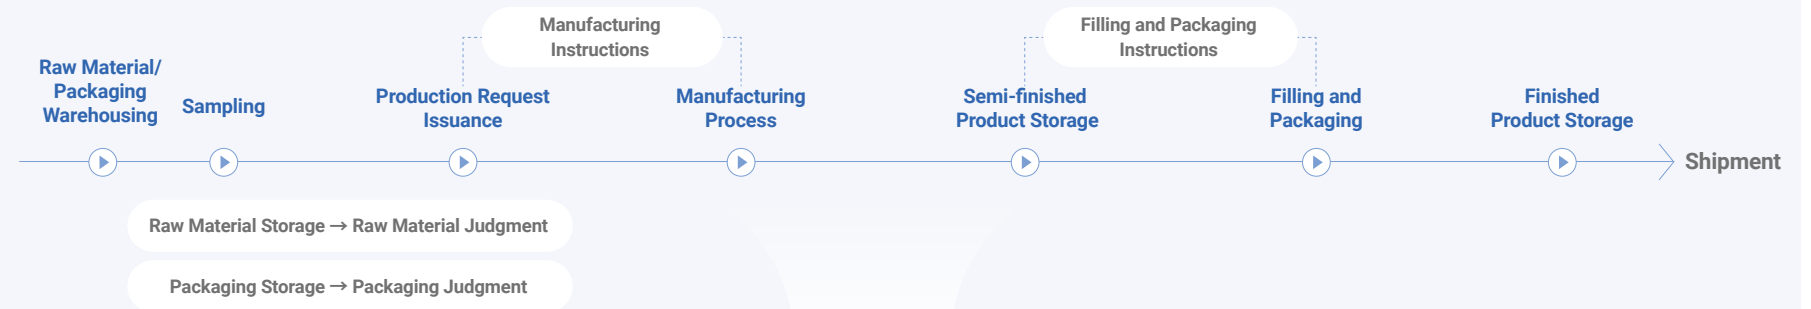 Manufacturing
Instructions
Filling and Packaging
Instructions
Raw Material/
Packaging
Warehousing
Sampling
Production Request
Issuance
Manufacturing
Process
Semi-finished
Product Storage
Filling and
Packaging
Finished
Product Storage
Shipment
Raw Material Storage → Raw Material Judgment
Packaging Storage → Packaging Judgment